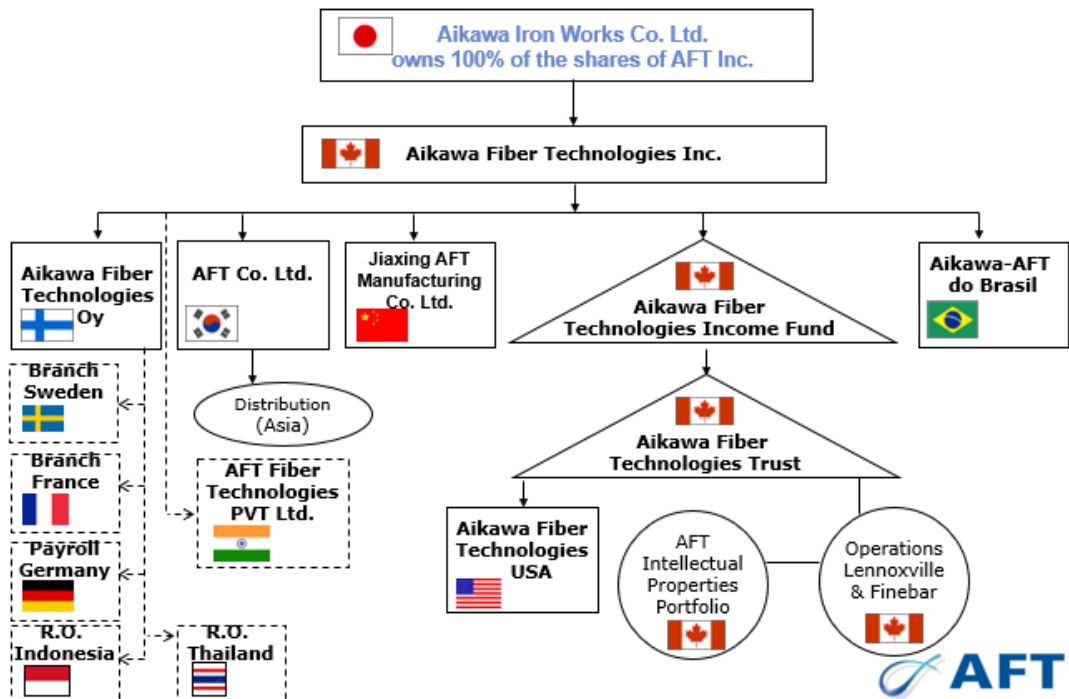 Aikawa Iron Works Co. Ltd.
owns 100% of the shares of AFT Inc.
Aikawa Fiber Technologies Inc.
Aikawa Fiber
Technologies
Oy
AFT Co. Ltd.
Jiaxing AFT
Manufacturing
Co. Ltd.
Aikawa Fiber
Technologies Income Fund
Aikawa-AFT
do Brasil
Branch
Sweden
Distribution
(Asia)
Aikawa Fiber
Technologies Trust
Branch
France
AFT Fiber
Technologies
PVT Ltd.
Payroll
Germany
Aikawa Fiber
Technologies
USA
AFT
Intellectual
Properties
Portfolio
Operations
Lennoxville
& Finebar
R.O.
Indonesia
R.O.
Thailand
AFT